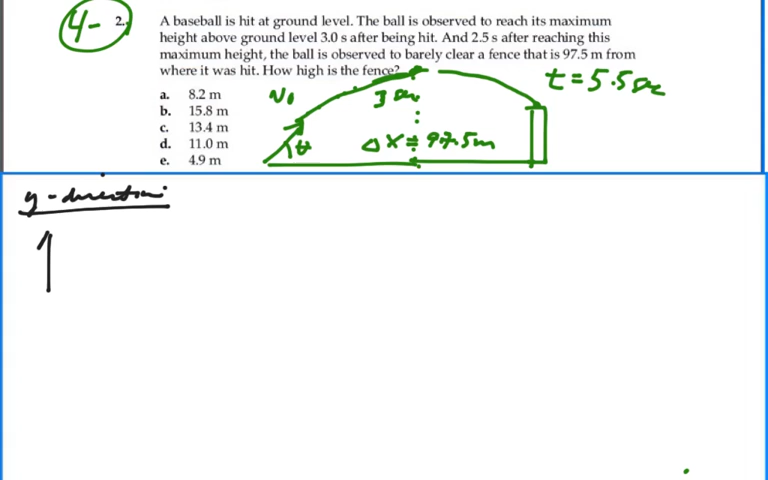 4- 2. A baseball is hit at ground level. The ball is observed to reach its maximum
height above ground level 3.0 s after being hit. And 2.5 s after reaching this
maximum height, the ball is observed to barely clear a fence that is 97.5 m from
where it was hit. How high is the fence?
t = 5.5 sec
a. 8.2 m
b. 15.8 m
c. 13.4 m
d. 11.0 m
e. 4.9 m
3 sec
θ
Δx = 97.5m
y-direction: